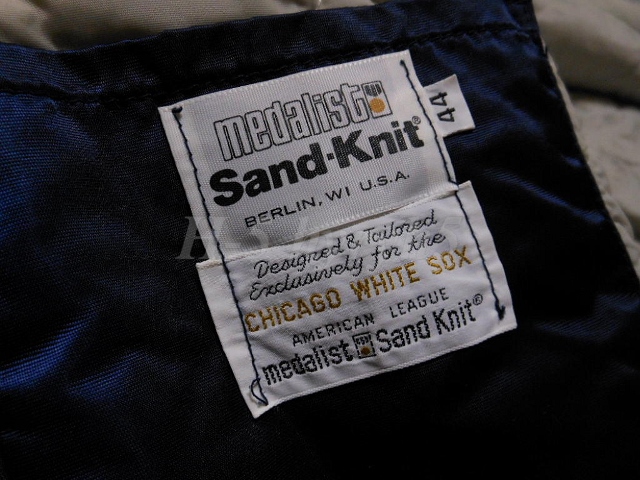 medalist
Sand-Knit®
BERLIN, WI U.S.A.
44
Designed & Tailored
Exclusively for the
CHICAGO WHITE SOX
AMERICAN LEAGUE
medalist Sand Knit®